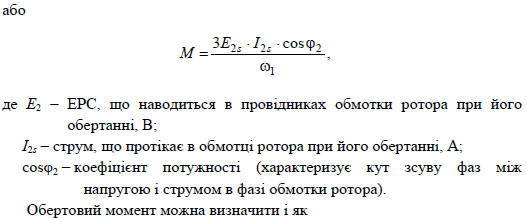 або
M = 3E₂ₛ · I₂ₛ · cosφ₂ / ω₁ ,
де E₂ – ЕРС, що наводиться в провідниках обмотки ротора при його
обертанні, В;
I₂ₛ – струм, що протікає в обмотці ротора при його обертанні, А;
cosφ₂ – коефіцієнт потужності (характеризує кут зсуву фаз між
напругою і струмом в фазі обмотки ротора).
Обертовий момент можна визначити і як